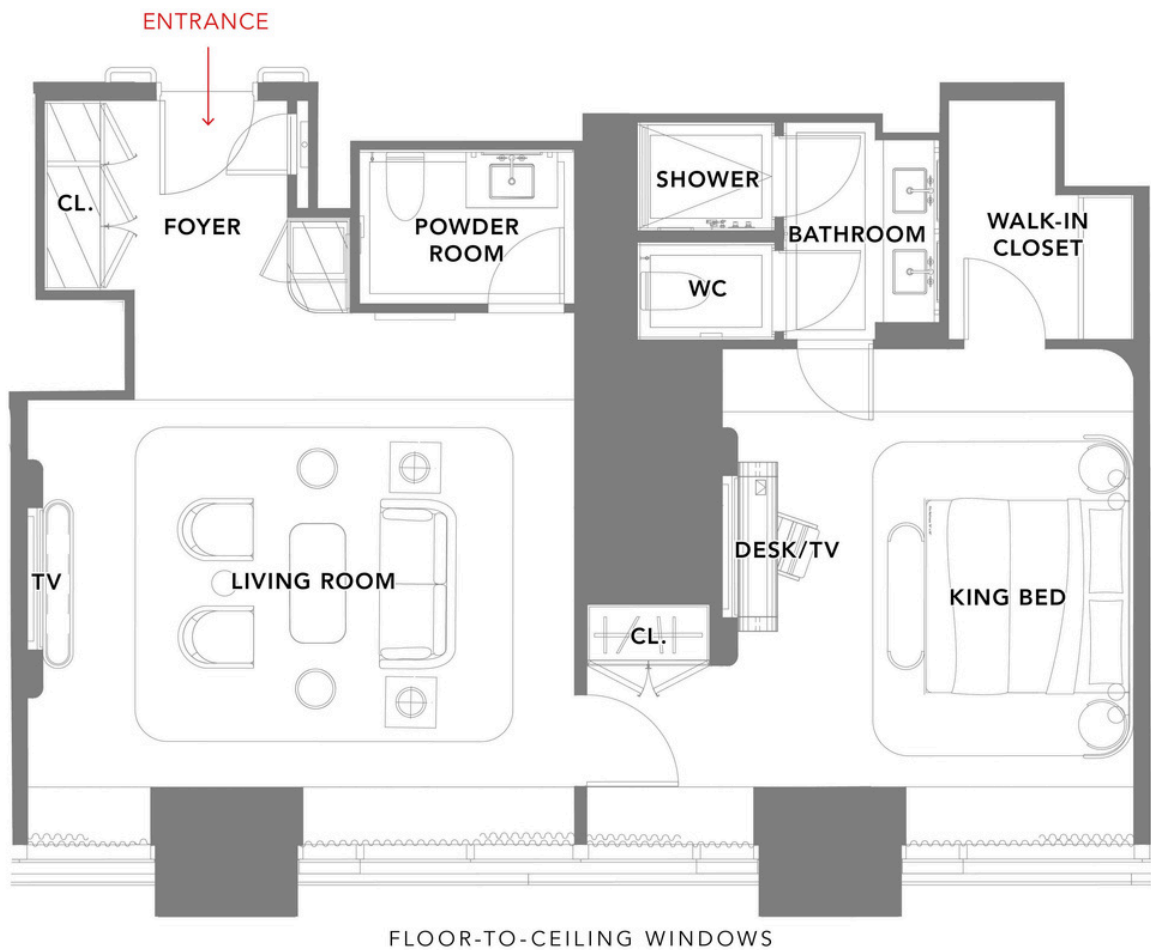 ENTRANCE
CL.
FOYER
POWDER
ROOM
SHOWER
BATHROOM
WC
WALK-IN
CLOSET
TV
LIVING ROOM
DESK/TV
KING BED
CL.
FLOOR-TO-CEILING WINDOWS